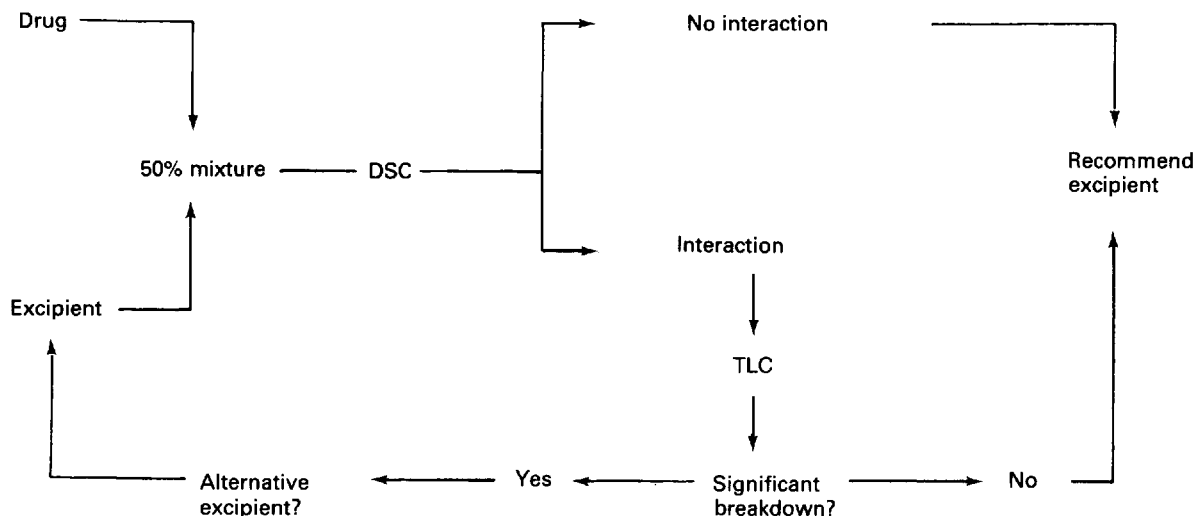 Drug
No interaction
50% mixture
DSC
Recommend
excipient
Interaction
Excipient
TLC
Alternative
excipient?
Yes
Significant
breakdown?
No